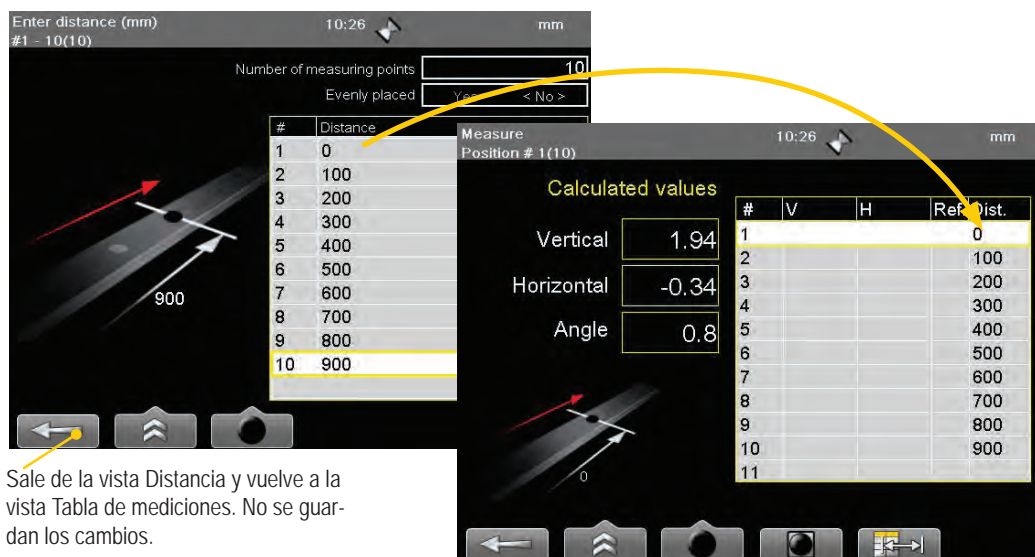 Enter distance (mm)
#1 - 10(10)
10:26
mm
Number of measuring points 10
Evenly placed Yes < No >
# Distance
1 0
2 100
3 200
4 300
5 400
6 500
7 600
8 700
9 800
10 900
900
Sale de la vista Distancia y vuelve a la
vista Tabla de mediciones. No se guar-
dan los cambios.
Measure
Position # 1(10)
10:26
mm
Calculated values
Vertical 1.94
Horizontal -0.34
Angle 0.8
# V H Ref Dist.
1 0
2 100
3 200
4 300
5 400
6 500
7 600
8 700
9 800
10 900
11
0